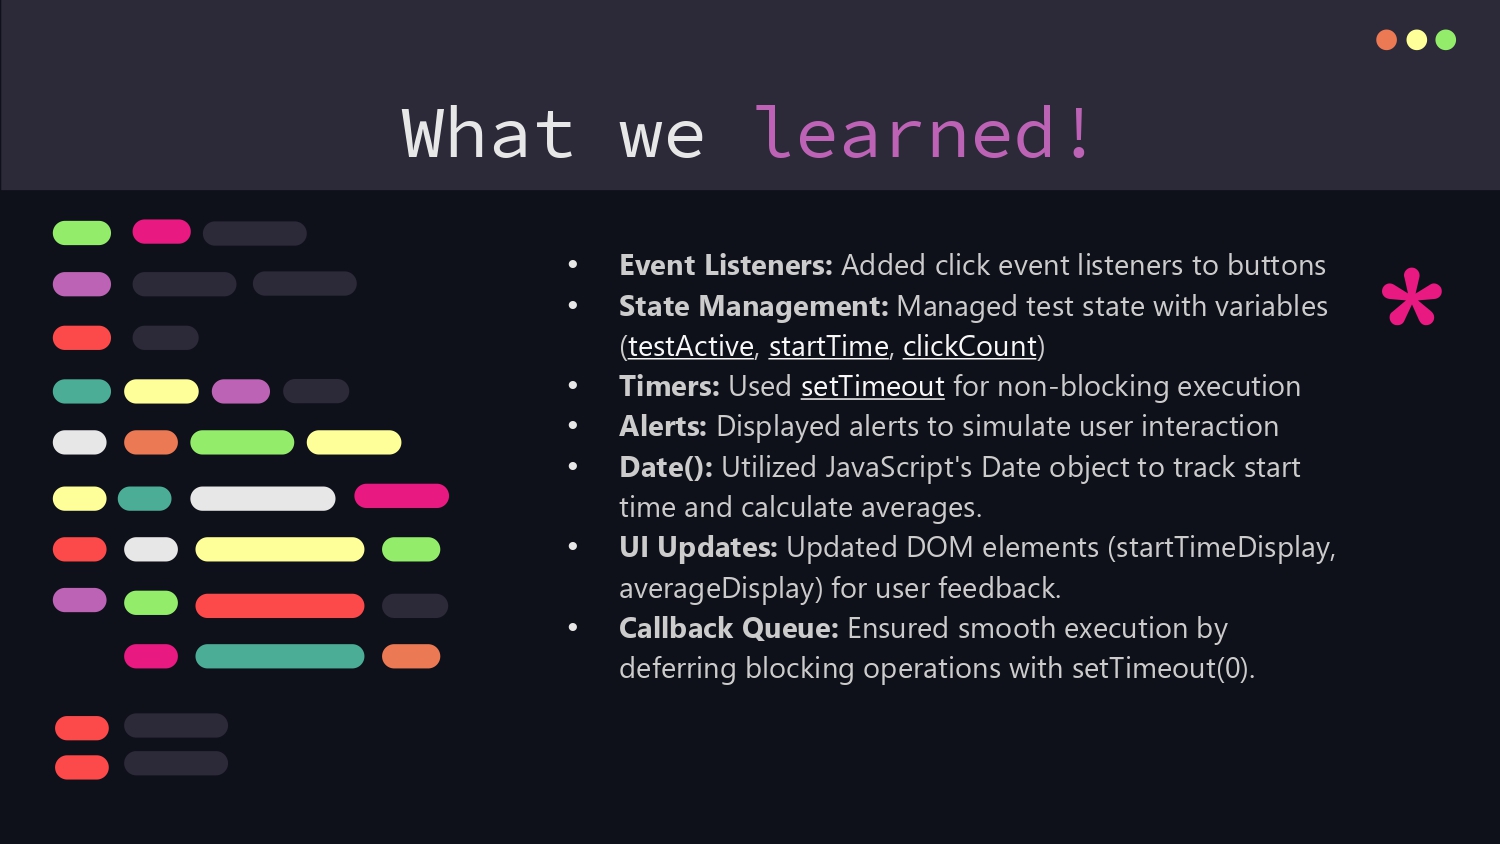 What we learned!
• Event Listeners: Added click event listeners to buttons
• State Management: Managed test state with variables
(testActive, startTime, clickCount)
• Timers: Used setTimeout for non-blocking execution
• Alerts: Displayed alerts to simulate user interaction
• Date(): Utilized JavaScript's Date object to track start
time and calculate averages.
• UI Updates: Updated DOM elements (startTimeDisplay,
averageDisplay) for user feedback.
• Callback Queue: Ensured smooth execution by
deferring blocking operations with setTimeout(0).
*